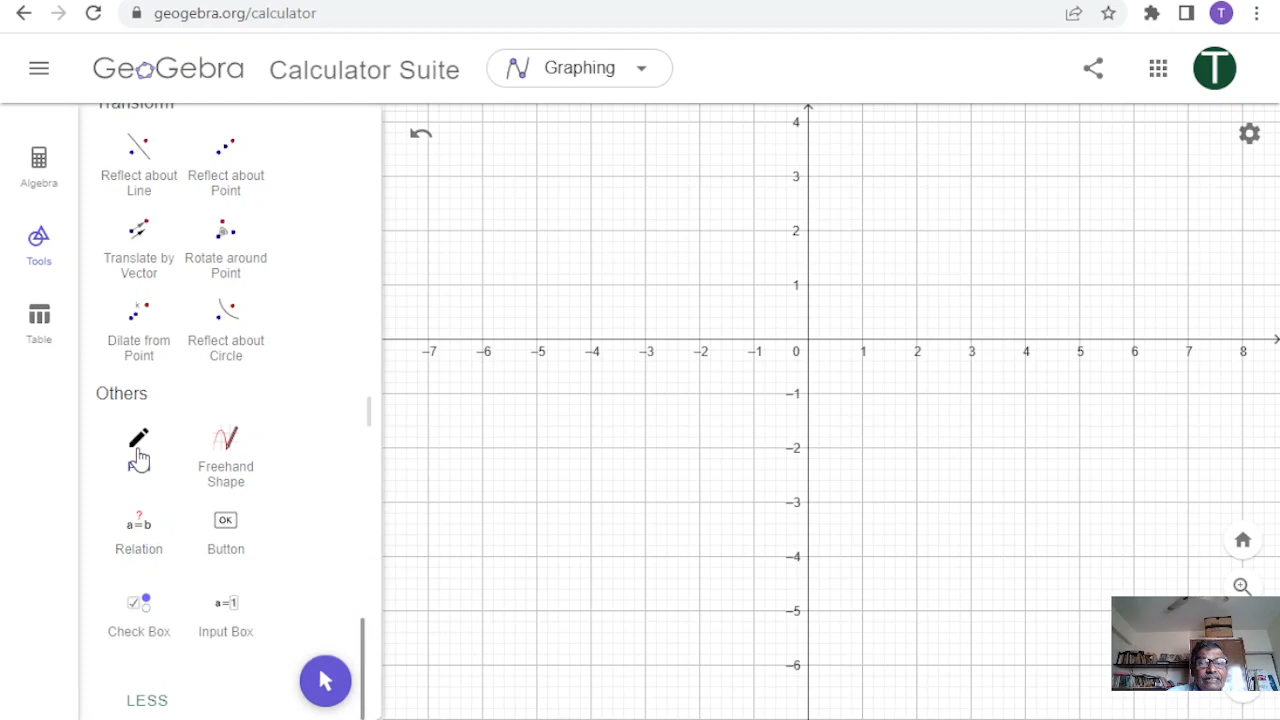 geogebra.org/calculator
T
GeoGebra
Calculator Suite
Graphing
T
Algebra
Tools
Table
Transform
Reflect about Line
Reflect about Point
Translate by Vector
Rotate around Point
Dilate from Point
Reflect about Circle
Others
Freehand Shape
a=b
?
Relation
OK
Button
Check Box
a=1
Input Box
LESS
4
3
2
1
–7 –6 –5 –4 –3 –2 –1 0 1 2 3 4 5 6 7 8
–1
–2
–3
–4
–5
–6